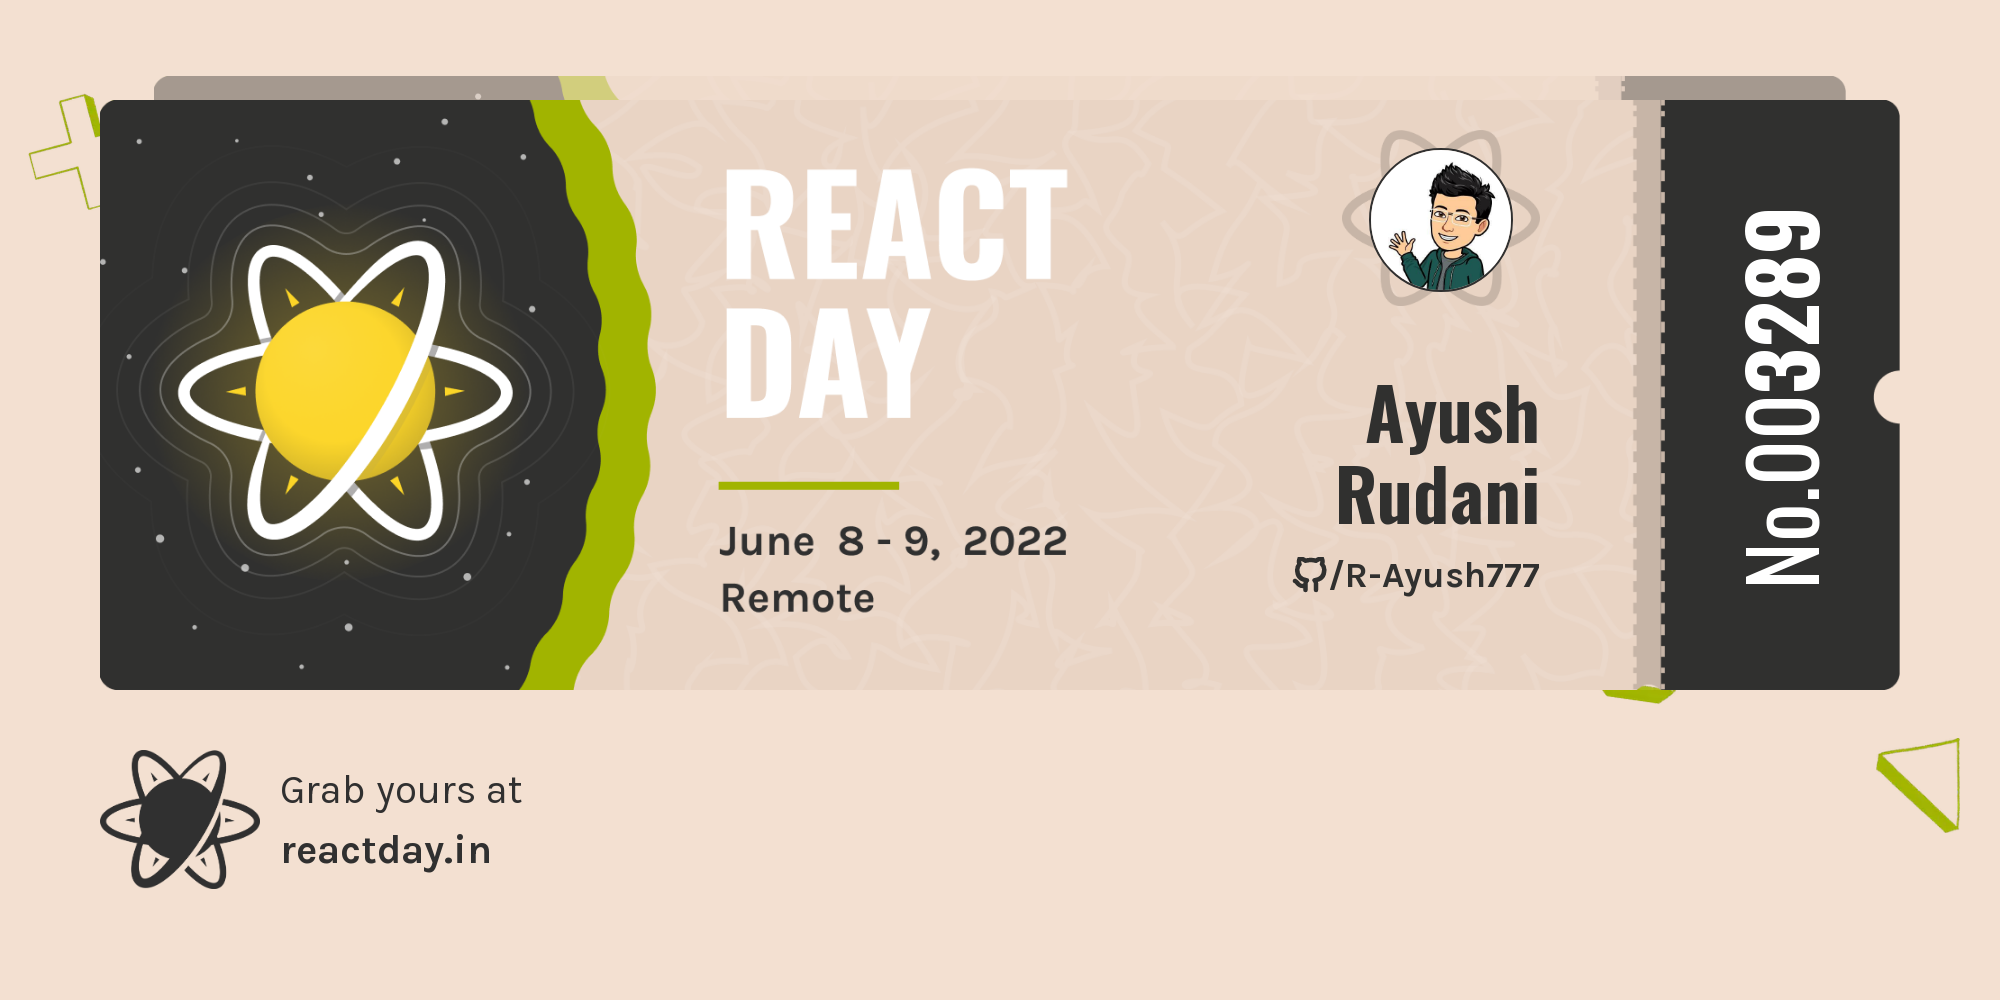 REACT
DAY
June 8 - 9, 2022
Remote
Ayush
Rudani
/R-Ayush777
No.003289
Grab yours at
reactday.in